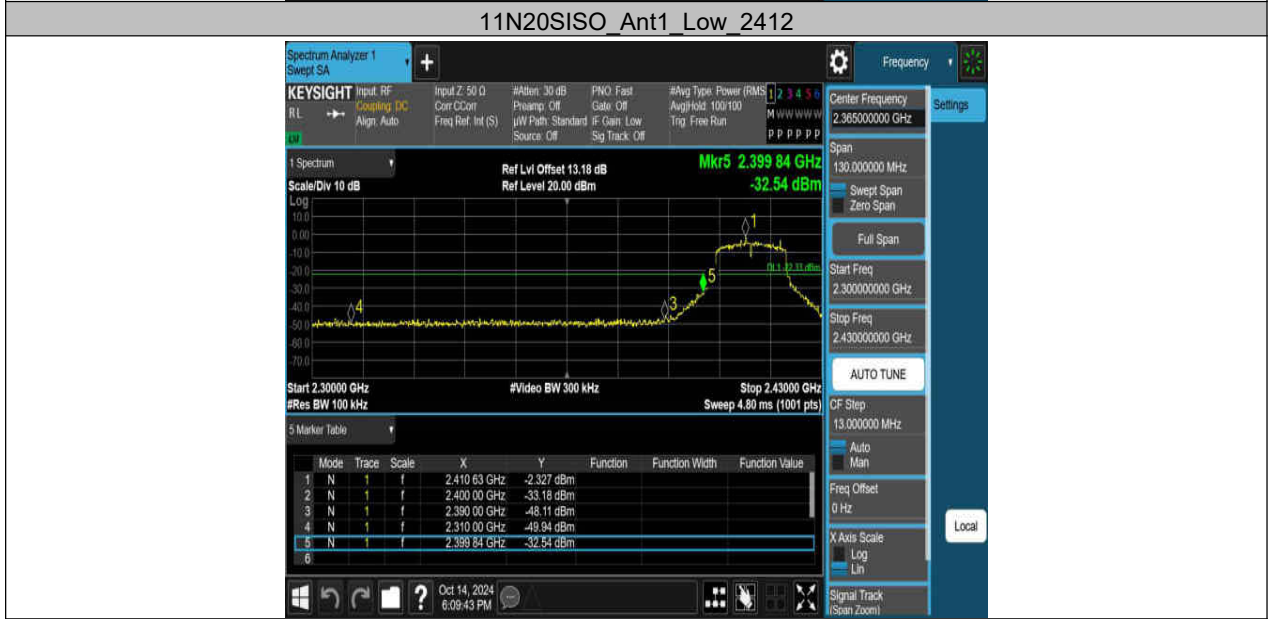 11N20SISO_Ant1_Low_2412
Spectrum Analyzer 1
Swept SA
+
Frequency
KEYSIGHT
RL
Input: RF
Coupling: DC
Align: Auto
Input Z: 50 Ω
Corr CCorr
Freq Ref: Int (S)
#Atten: 30 dB
Preamp: Off
µW Path: Standard
Source: Off
PNO: Fast
Gate: Off
IF Gain: Low
Sig Track: Off
#Avg Type: Power (RMS
Avg|Hold: 100/100
Trig: Free Run
1 2 3 4 5 6
M W W W W W
P P P P P P
Center Frequency
2.365000000 GHz
Settings
Span
130.000000 MHz
Swept Span
Zero Span
Full Span
Start Freq
2.300000000 GHz
Stop Freq
2.430000000 GHz
AUTO TUNE
CF Step
13.000000 MHz
Auto
Man
Freq Offset
0 Hz
X Axis Scale
Log
Lin
Signal Track
(Span Zoom)
Local
1 Spectrum
Scale/Div 10 dB
Log
Ref Lvl Offset 13.18 dB
Ref Level 20.00 dBm
Mkr5 2.399 84 GHz
-32.54 dBm
10.0
0.00
-10.0
-20.0
-30.0
-40.0
-50.0
-60.0
-70.0
1
5
3
4
Start 2.30000 GHz
#Res BW 100 kHz
#Video BW 300 kHz
Stop 2.43000 GHz
Sweep 4.80 ms (1001 pts)
5 Marker Table
Mode Trace Scale X Y Function Function Width Function Value
1 N 1 f 2.410 63 GHz -2.327 dBm
2 N 1 f 2.400 00 GHz -33.18 dBm
3 N 1 f 2.390 00 GHz -48.11 dBm
4 N 1 f 2.310 00 GHz -49.94 dBm
5 N 1 f 2.399 84 GHz -32.54 dBm
6
?
Oct 14, 2024
6:09:43 PM